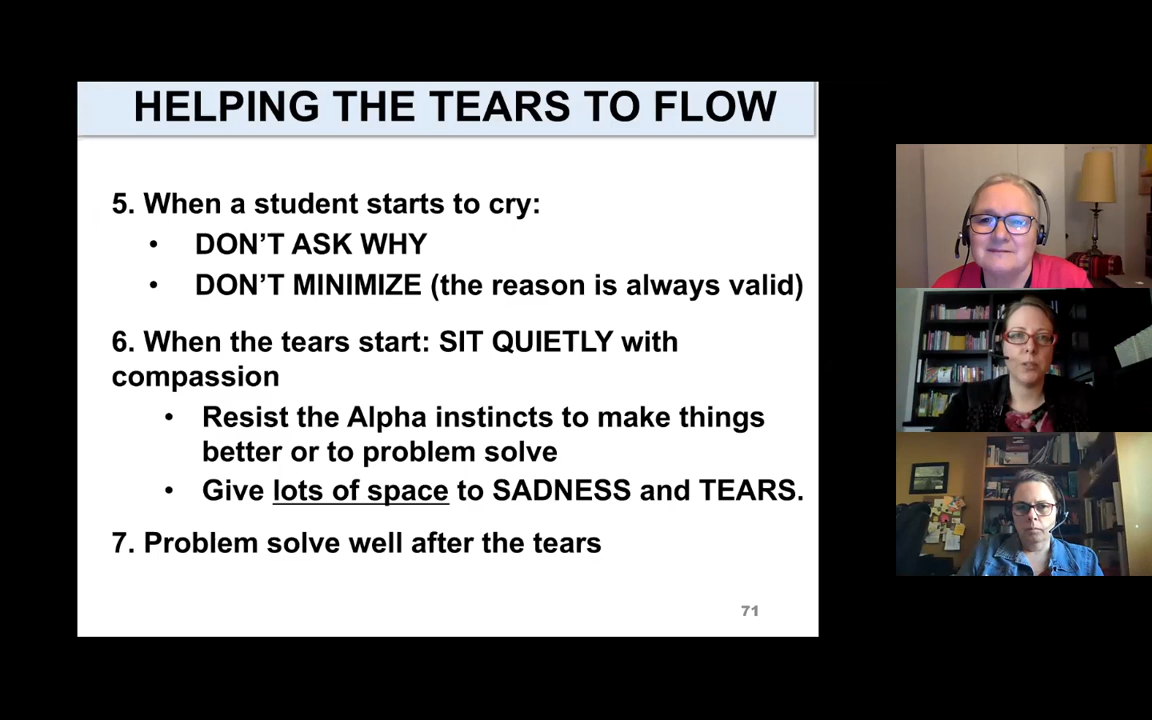 HELPING THE TEARS TO FLOW
5. When a student starts to cry:
• DON'T ASK WHY
• DON'T MINIMIZE (the reason is always valid)
6. When the tears start: SIT QUIETLY with
compassion
• Resist the Alpha instincts to make things
better or to problem solve
• Give lots of space to SADNESS and TEARS.
7. Problem solve well after the tears
71